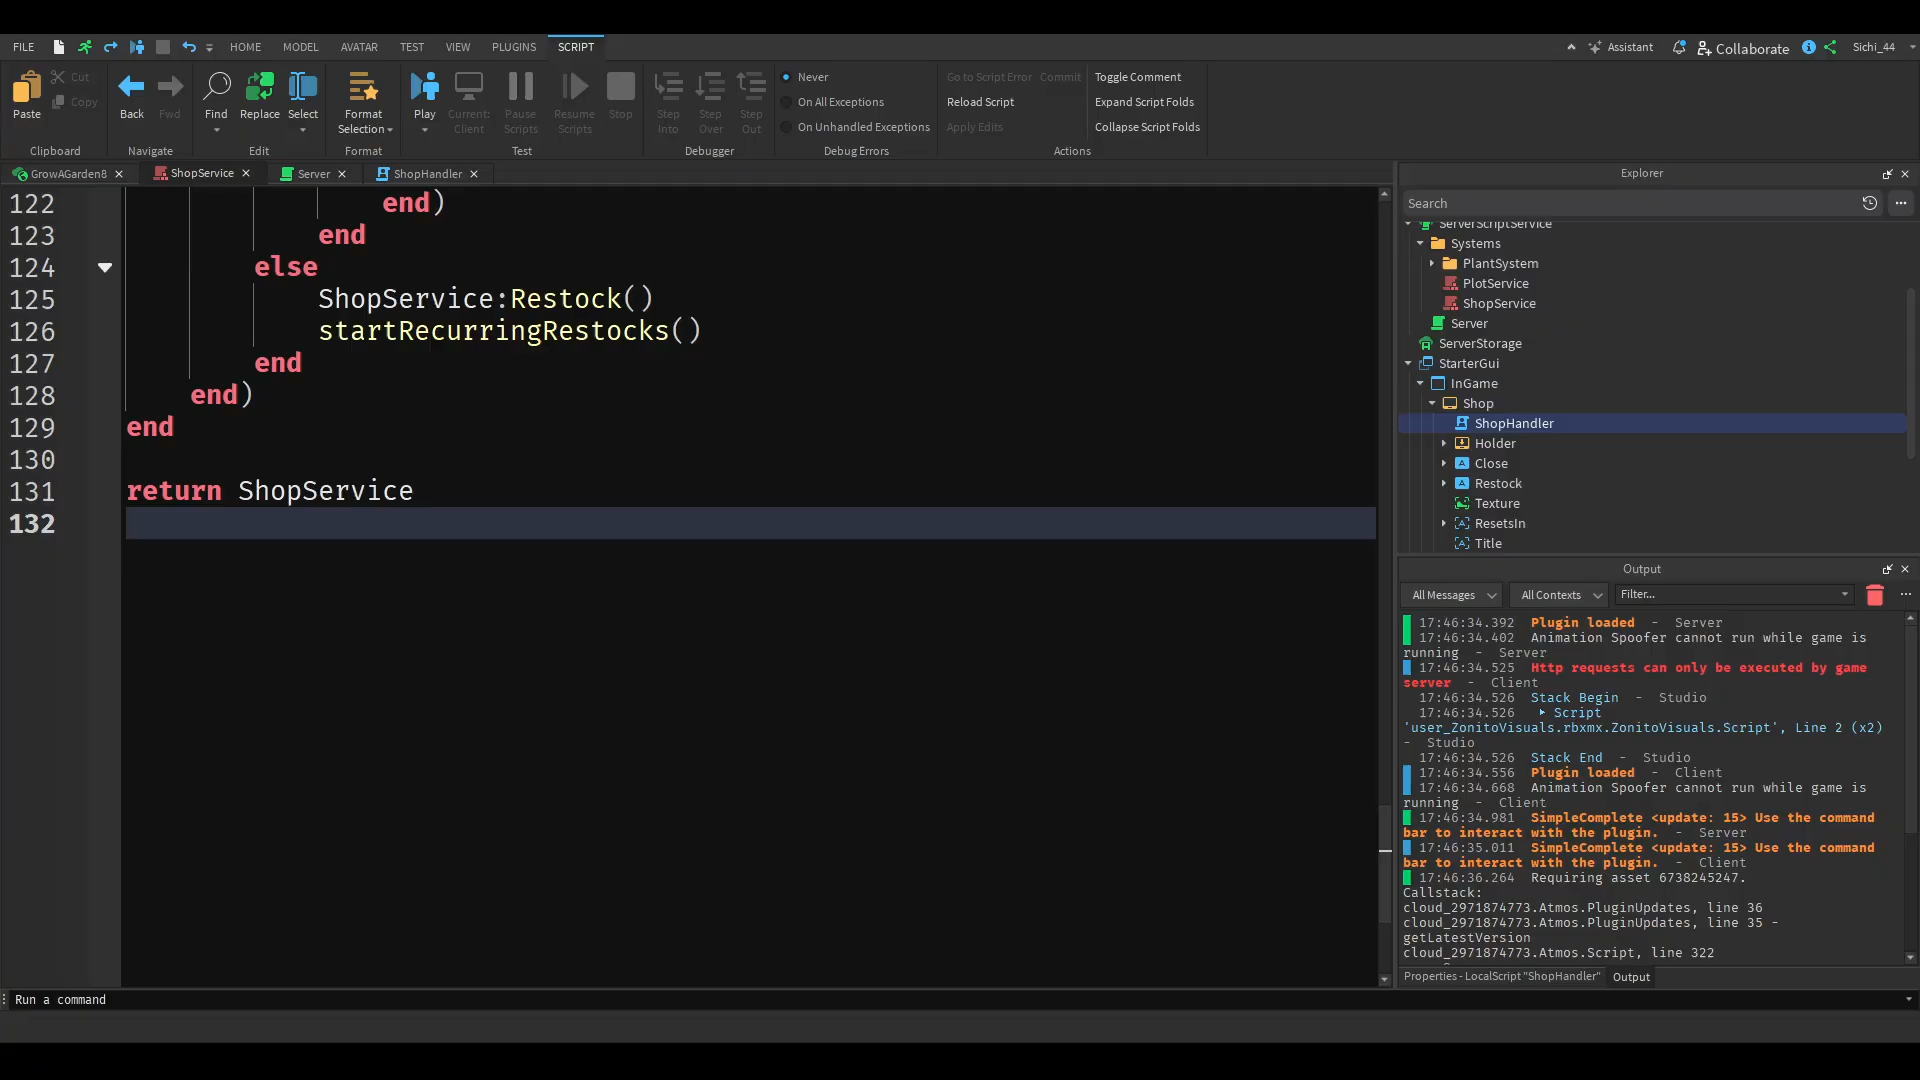 FILE HOME MODEL AVATAR TEST VIEW PLUGINS SCRIPT Assistant Collaborate Sichi_44
Paste Cut Copy Back Fwd Find Replace Select Format Selection Play Current: Client Pause Scripts Resume Scripts Stop Step Into Step Over Step Out
Never Go to Script Error Commit Toggle Comment
On All Exceptions Reload Script Expand Script Folds
On Unhandled Exceptions Apply Edits Collapse Script Folds
Clipboard Navigate Edit Format Test Debugger Debug Errors Actions
GrowAGarden8 ShopService Server ShopHandler
122 end)
123 end
124 else
125 ShopService:Restock()
126 startRecurringRestocks()
127 end
128 end)
129 end
130
131 return ShopService
132
Explorer
Search
ServerScriptService
Systems
PlantSystem
PlotService
ShopService
Server
ServerStorage
StarterGui
InGame
Shop
ShopHandler
Holder
Close
Restock
Texture
ResetsIn
Title
Output
All Messages All Contexts Filter...
17:46:34.392 Plugin loaded - Server
17:46:34.402 Animation Spoofer cannot run while game is
running - Server
17:46:34.525 Http requests can only be executed by game
server - Client
17:46:34.526 Stack Begin - Studio
17:46:34.526 Script
'user_ZonitoVisuals.rbxmx.ZonitoVisuals.Script', Line 2 (x2)
- Studio
17:46:34.526 Stack End - Studio
17:46:34.556 Plugin loaded - Client
17:46:34.668 Animation Spoofer cannot run while game is
running - Client
17:46:34.981 SimpleComplete <update: 15> Use the command
bar to interact with the plugin. - Server
17:46:35.011 SimpleComplete <update: 15> Use the command
bar to interact with the plugin. - Client
17:46:36.264 Requiring asset 6738245247.
Callstack:
cloud_2971874773.Atmos.PluginUpdates, line 36
cloud_2971874773.Atmos.PluginUpdates, line 35 -
getLatestVersion
cloud_2971874773.Atmos.Script, line 322
Properties - LocalScript "ShopHandler" Output
Run a command